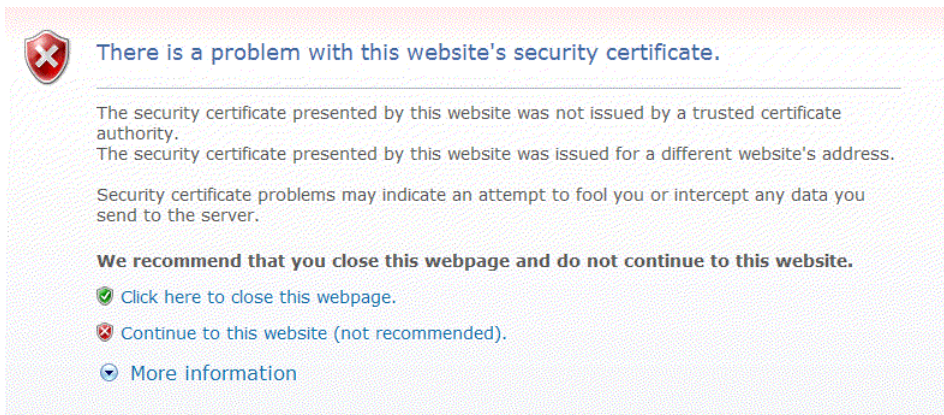 There is a problem with this website's security certificate.
The security certificate presented by this website was not issued by a trusted certificate
authority.
The security certificate presented by this website was issued for a different website's address.
Security certificate problems may indicate an attempt to fool you or intercept any data you
send to the server.
We recommend that you close this webpage and do not continue to this website.
Click here to close this webpage.
Continue to this website (not recommended).
More information